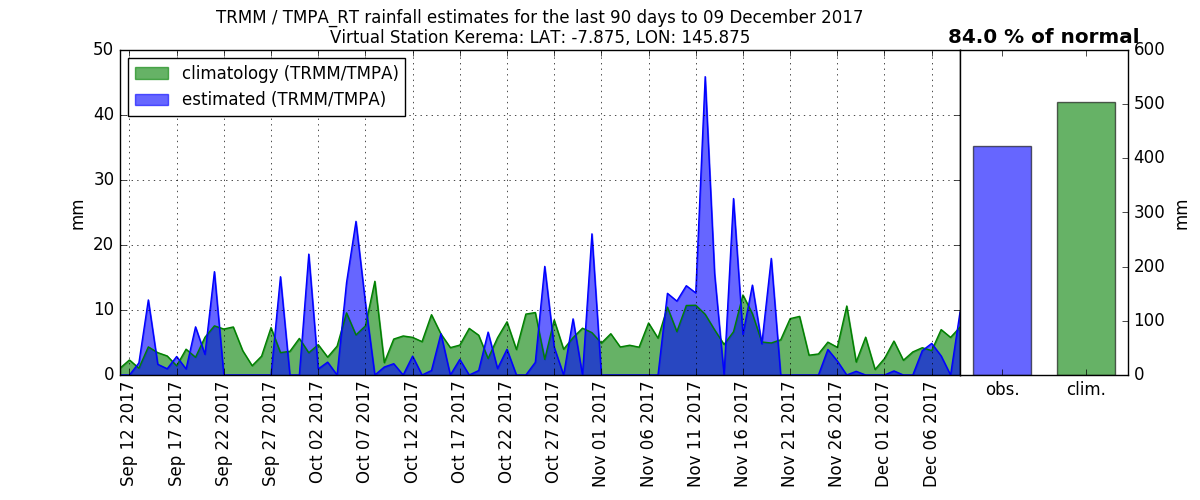 TRMM / TMPA_RT rainfall estimates for the last 90 days to 09 December 2017
Virtual Station Kerema: LAT: -7.875, LON: 145.875
84.0 % of normal
climatology (TRMM/TMPA)
estimated (TRMM/TMPA)
mm
50
40
30
20
10
0
Sep 12 2017
Sep 17 2017
Sep 22 2017
Sep 27 2017
Oct 02 2017
Oct 07 2017
Oct 12 2017
Oct 17 2017
Oct 22 2017
Oct 27 2017
Nov 01 2017
Nov 06 2017
Nov 11 2017
Nov 16 2017
Nov 21 2017
Nov 26 2017
Dec 01 2017
Dec 06 2017
obs.
clim.
600
500
400
300
200
100
0
mm